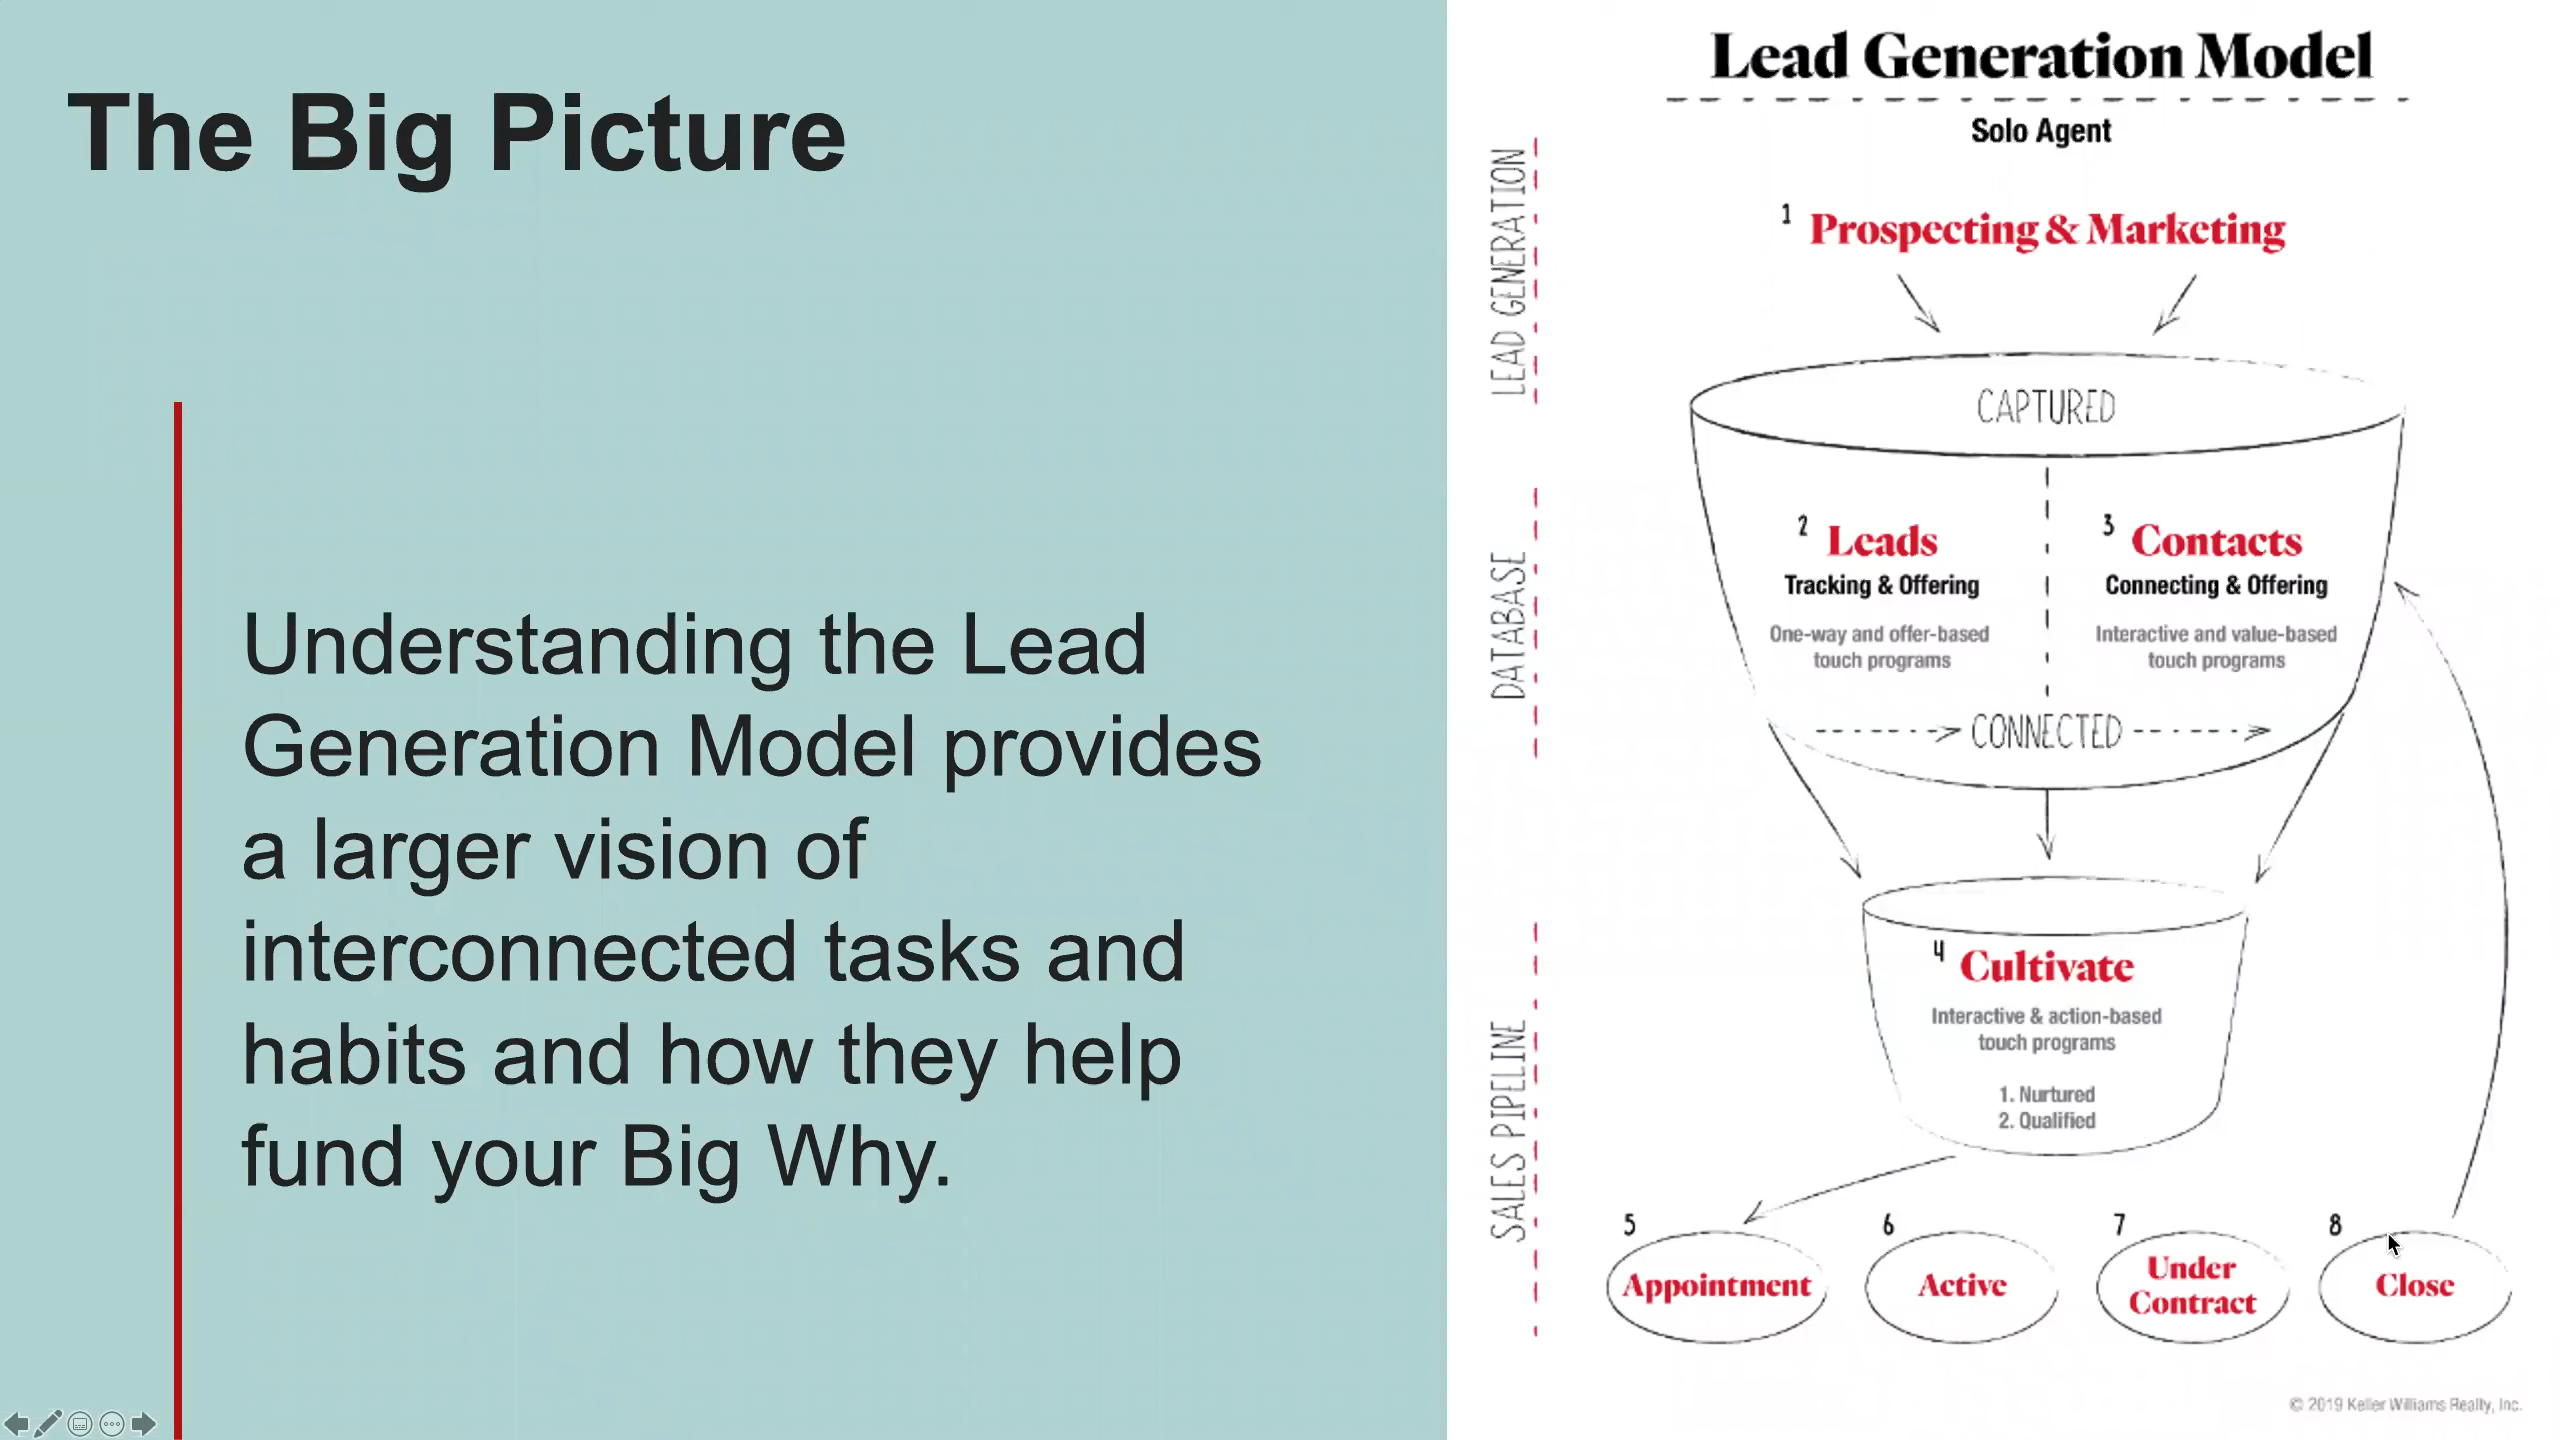 The Big Picture
Understanding the Lead
Generation Model provides
a larger vision of
interconnected tasks and
habits and how they help
fund your Big Why.
Lead Generation Model
Solo Agent
LEAD GENERATION
1 Prospecting & Marketing
CAPTURED
DATABASE
2 Leads
Tracking & Offering
One-way and offer-based
touch programs
3 Contacts
Connecting & Offering
Interactive and value-based
touch programs
CONNECTED
SALES PIPELINE
4 Cultivate
Interactive & action-based
touch programs
1. Nurtured
2. Qualified
5 Appointment
6 Active
7 Under
Contract
8 Close
© 2019 Keller Williams Realty, Inc.